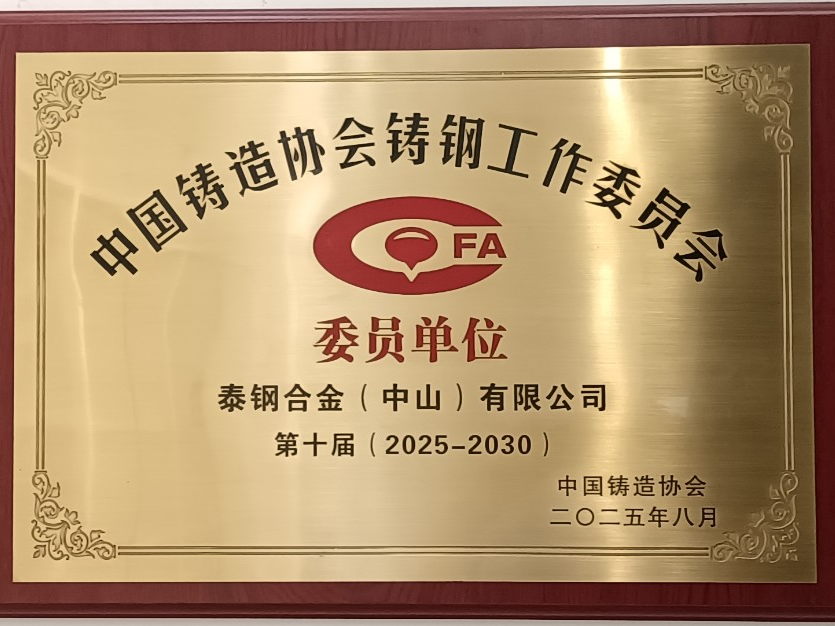 中国铸造协会铸钢工作委员会
FA
委员单位
泰钢合金（中山）有限公司
第十届（2025-2030）
中国铸造协会
二〇二五年八月